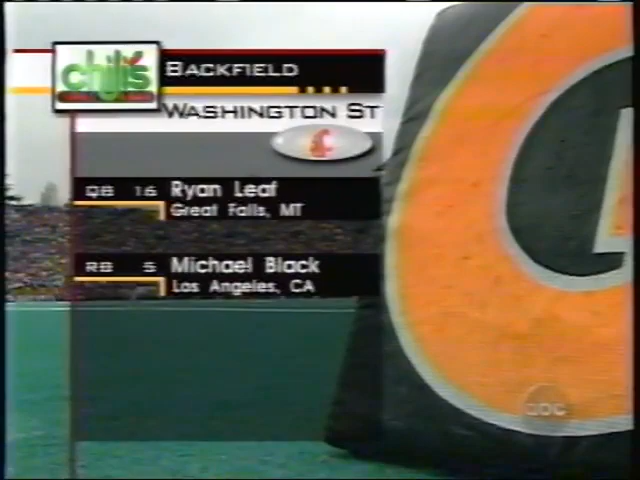 chili's
BACKFIELD
WASHINGTON ST
QB 16 Ryan Leaf
Great Falls, MT
RB 5 Michael Black
Los Angeles, CA
abc